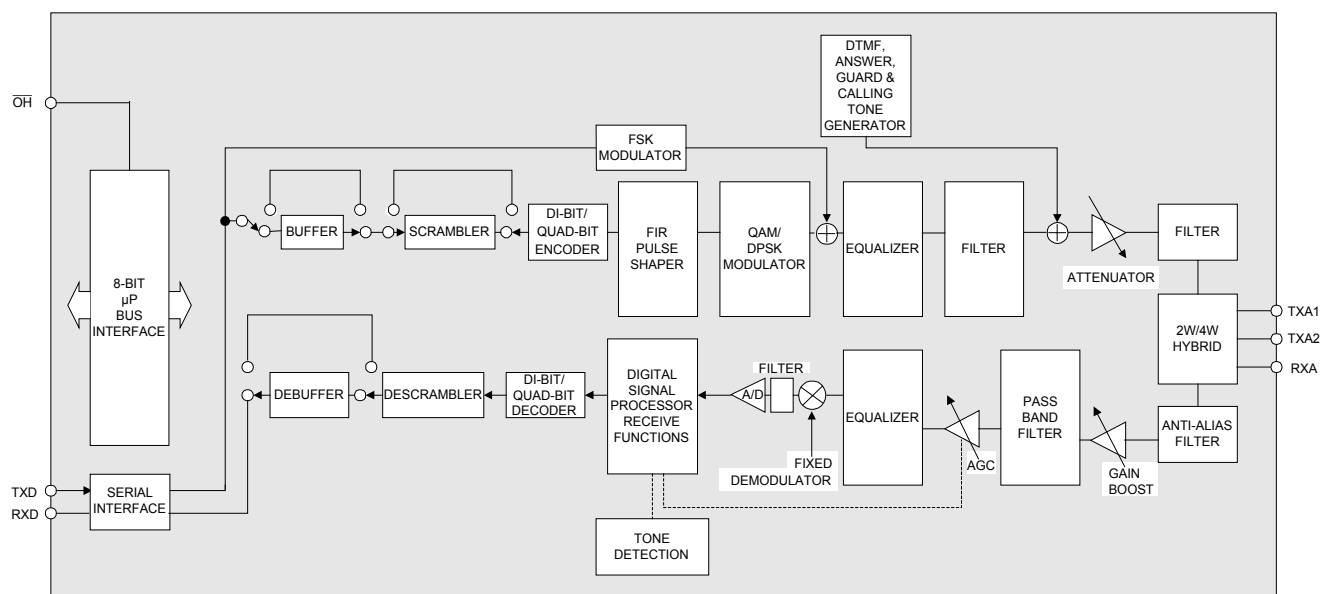 DTMF,
ANSWER,
GUARD &
CALLING
TONE
GENERATOR
OH
FSK
MODULATOR
BUFFER
SCRAMBLER
DI-BIT/
QUAD-BIT
ENCODER
FIR
PULSE
SHAPER
QAM/
DPSK
MODULATOR
EQUALIZER
FILTER
ATTENUATOR
FILTER
8-BIT
µP
BUS
INTERFACE
2W/4W
HYBRID
TXA1
TXA2
RXA
DEBUFFER
DESCRAMBLER
DI-BIT/
QUAD-BIT
DECODER
DIGITAL
SIGNAL
PROCESSOR
RECEIVE
FUNCTIONS
FILTER
A/D
FIXED
DEMODULATOR
EQUALIZER
AGC
PASS
BAND
FILTER
GAIN
BOOST
ANTI-ALIAS
FILTER
TXD
RXD
SERIAL
INTERFACE
TONE
DETECTION